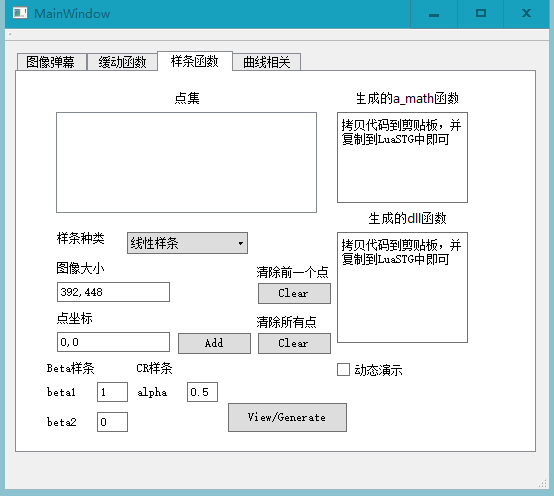 MainWindow
图像弹幕 缓动函数 样条函数 曲线相关
点集
生成的a_math函数
拷贝代码到剪贴板，并
复制到LuaSTG中即可
生成的dll函数
拷贝代码到剪贴板，并
复制到LuaSTG中即可
样条种类 线性样条
图像大小
392,448
清除前一个点
Clear
点坐标
0,0 Add
清除所有点
Clear
动态演示
Beta样条 CR样条
beta1 1 alpha 0.5
beta2 0
View/Generate